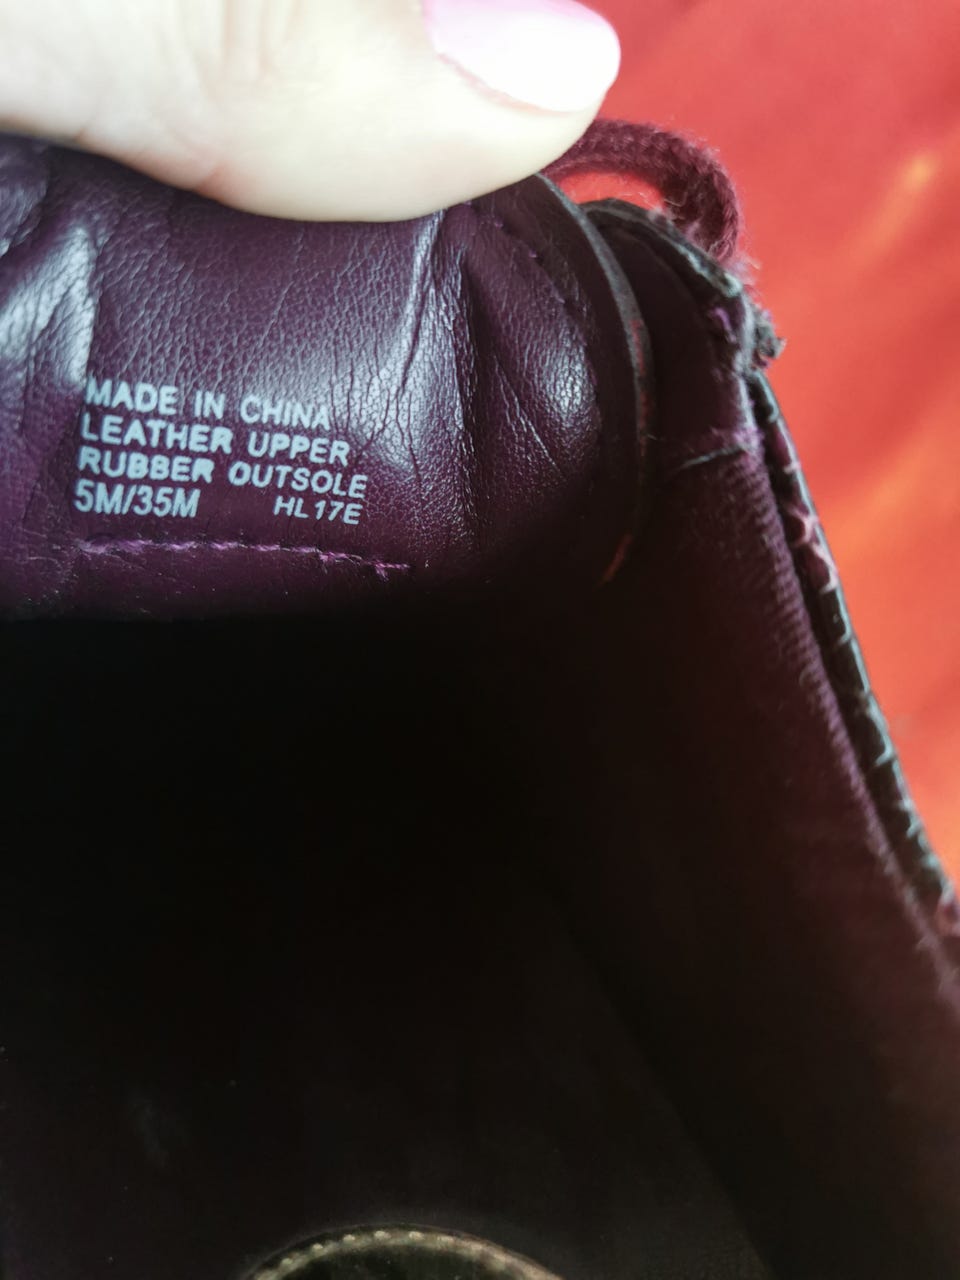 MADE IN CHINA
LEATHER UPPER
RUBBER OUTSOLE
5M/35M HL17E